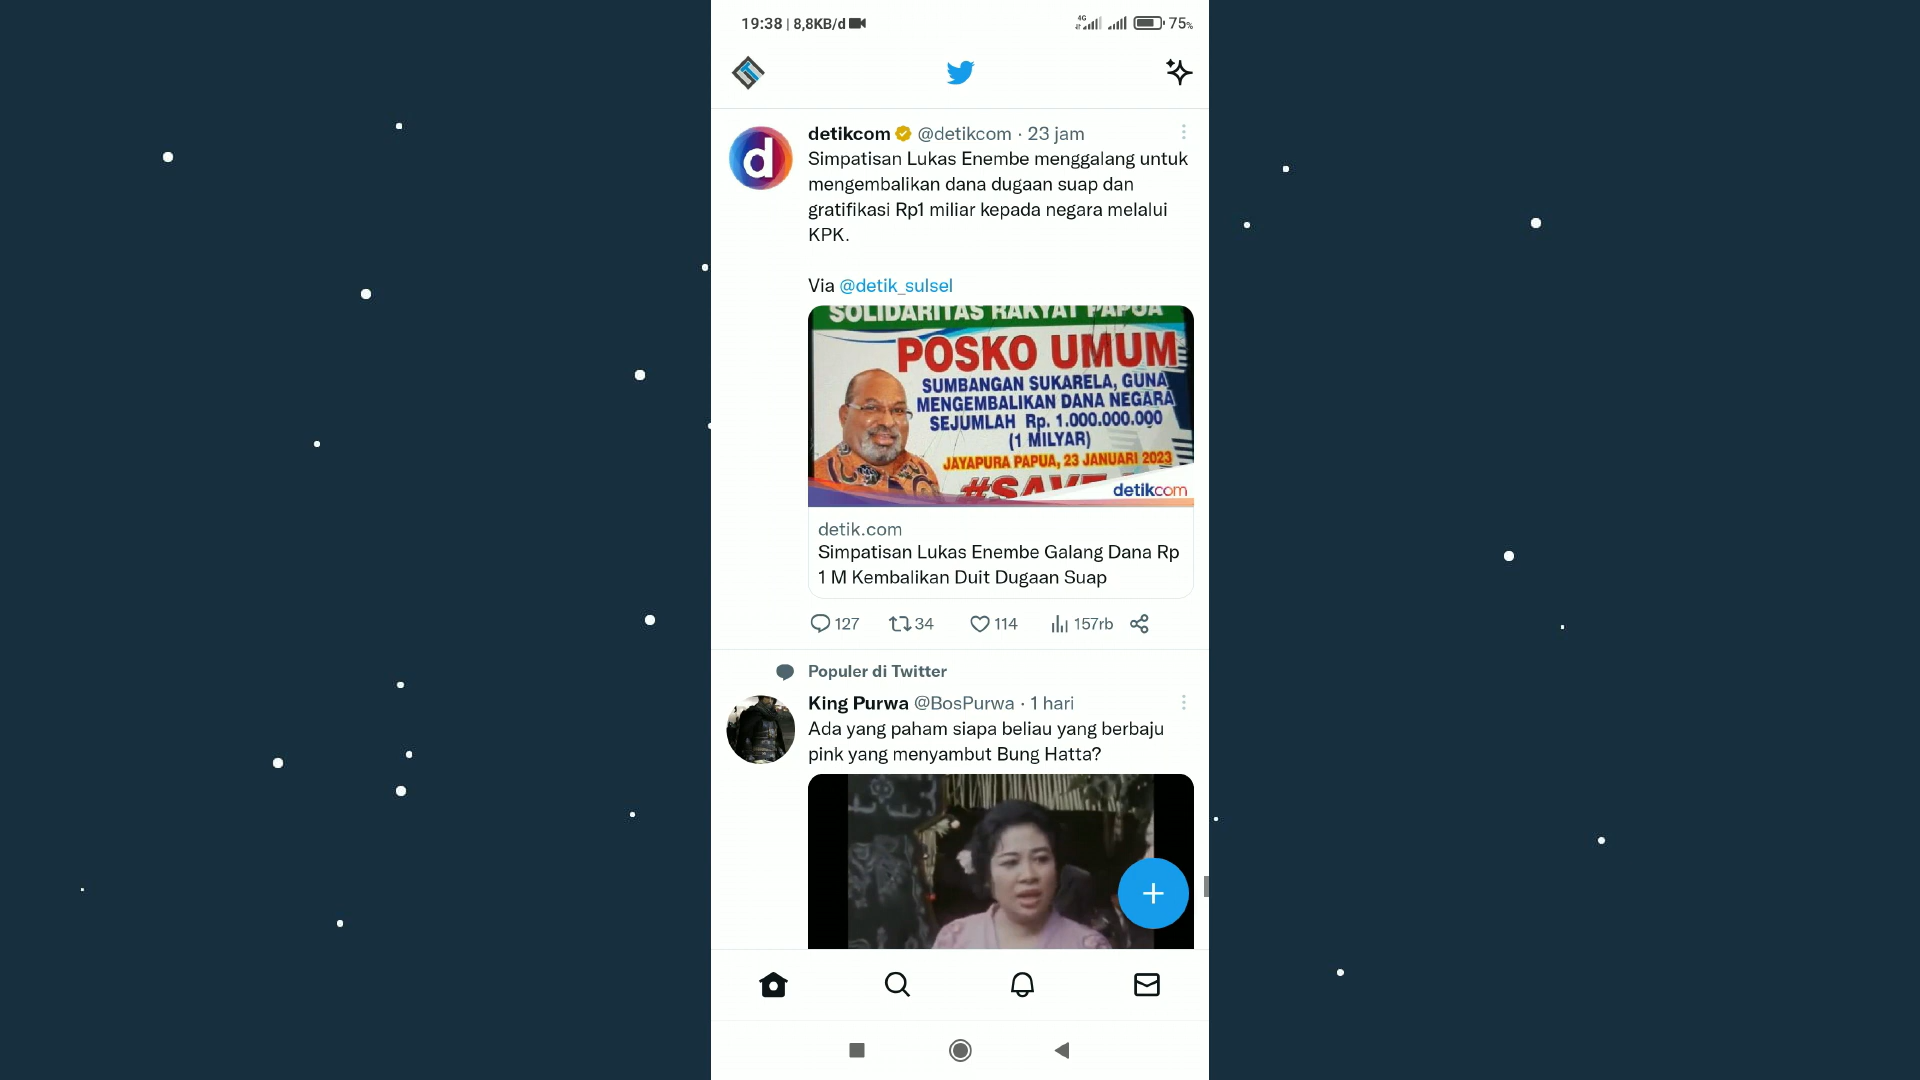 19:38 | 8,8KB/d
4G
75%
detikcom @detikcom · 23 jam
Simpatisan Lukas Enembe menggalang untuk
mengembalikan dana dugaan suap dan
gratifikasi Rp1 miliar kepada negara melalui
KPK.
Via @detik_sulsel
SOLIDARITAS RAKYAT PAPUA
POSKO UMUM
SUMBANGAN SUKARELA, GUNA
MENGEMBALIKAN DANA NEGARA
SEJUMLAH Rp. 1.000.000.000
(1 MILYAR)
JAYAPURA PAPUA, 23 JANUARI 2023
detikcom
detik.com
Simpatisan Lukas Enembe Galang Dana Rp
1 M Kembalikan Duit Dugaan Suap
127 34 114 157rb
Populer di Twitter
King Purwa @BosPurwa · 1 hari
Ada yang paham siapa beliau yang berbaju
pink yang menyambut Bung Hatta?